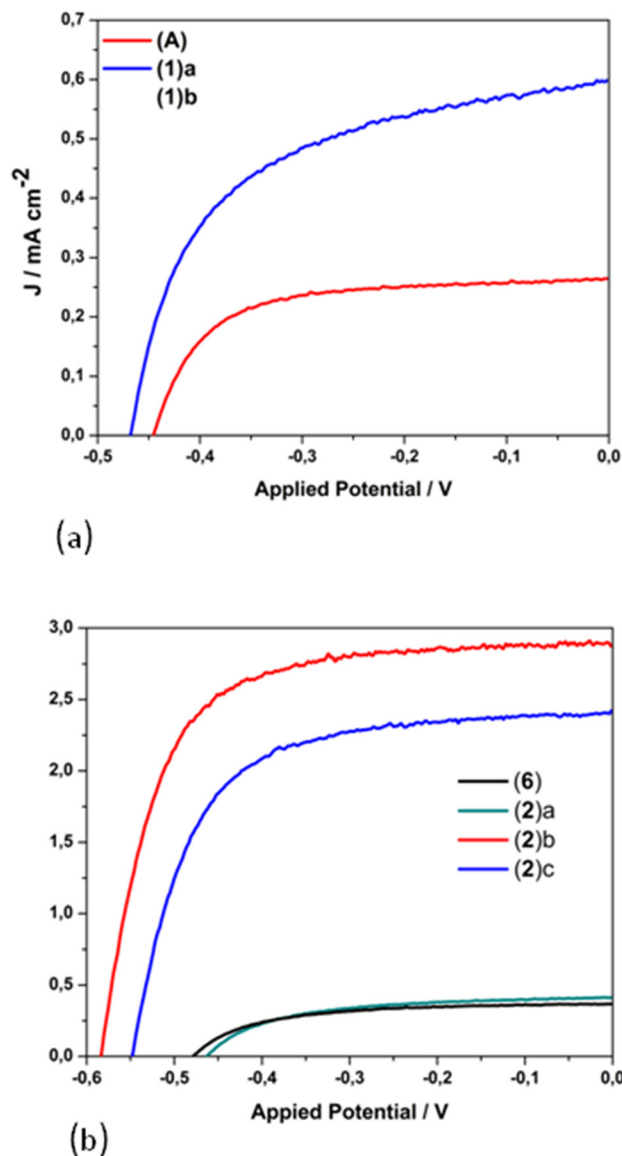 0,7
0,6
0,5
0,4
0,3
0,2
0,1
0,0
J / mA cm-2
(A)
(1)a
(1)b
-0,5 -0,4 -0,3 -0,2 -0,1 0,0
Applied Potential / V
(a)
3,0
2,5
2,0
1,5
1,0
0,5
0,0
(6)
(2)a
(2)b
(2)c
-0,6 -0,5 -0,4 -0,3 -0,2 -0,1 0,0
Appied Potential / V
(b)